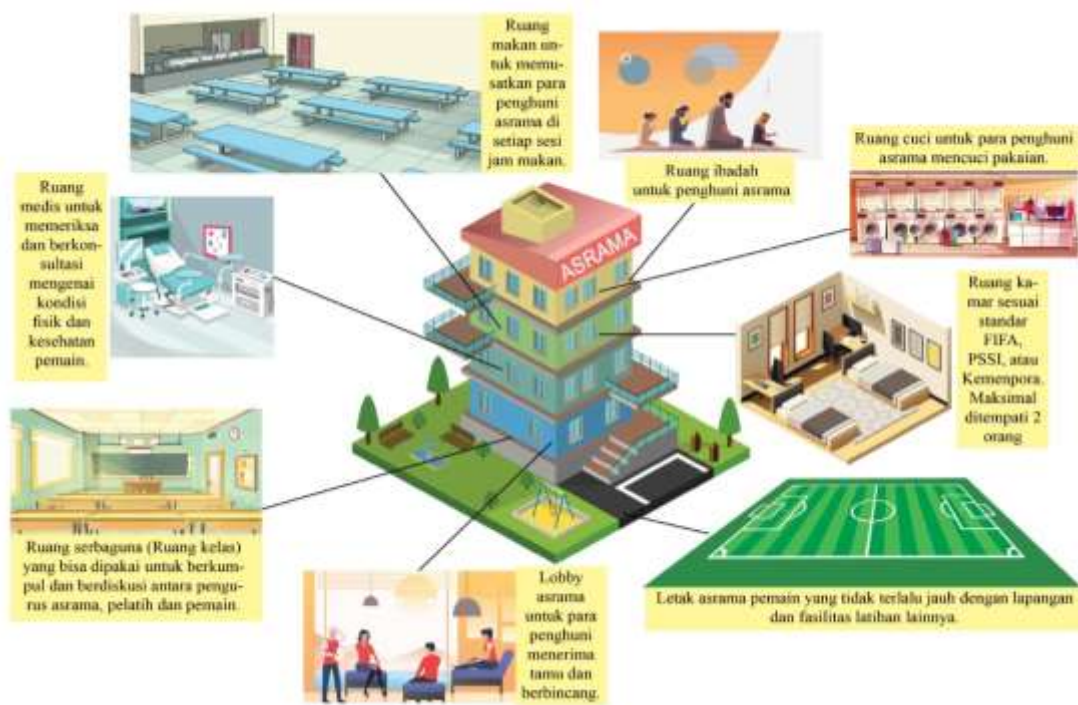 Ruang
makan un-
tuk memu-
satkan para
penghuni
asrama di
setiap sesi
jam makan.
Ruang ibadah
untuk penghuni asrama
Ruang cuci untuk para penghuni
asrama mencuci pakaian.
Ruang
medis untuk
memeriksa
dan berkon-
sultasi
mengenai
kondisi
fisik dan
kesehatan
pemain.
ASRAMA
Ruang ka-
mar sesuai
standar
FIFA,
PSSI, atau
Kemenpora.
Maksimal
ditempati 2
orang
Ruang serbaguna (Ruang kelas)
yang bisa dipakai untuk berkum-
pul dan berdiskusi antara pengu-
rus asrama, pelatih dan pemain.
Lobby
asrama
untuk para
penghuni
menerima
tamu dan
berbincang.
Letak asrama pemain yang tidak terlalu jauh dengan lapangan
dan fasilitas latihan lainnya.